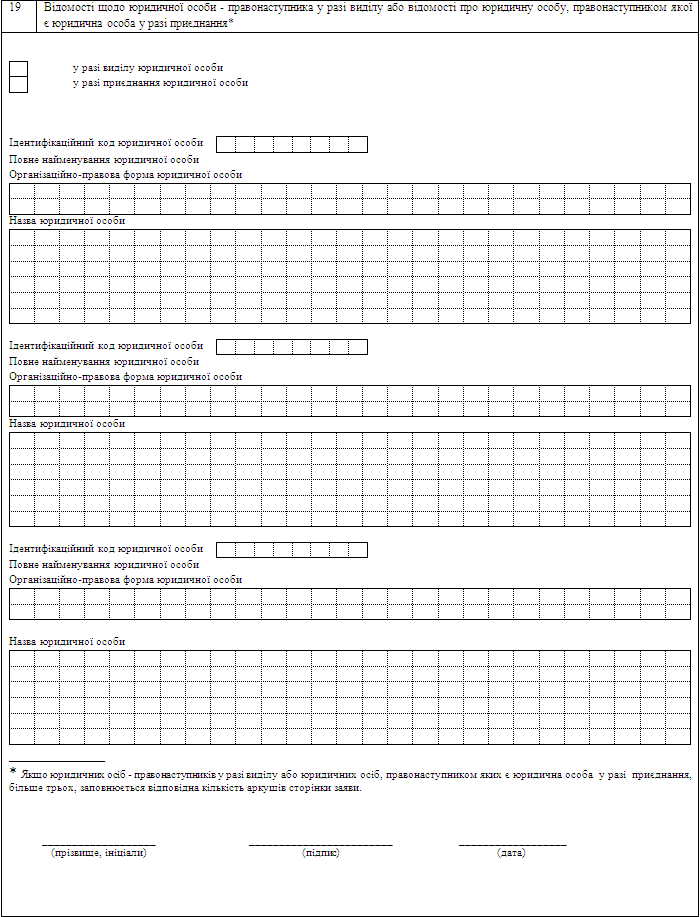 19 Відомості щодо юридичної особи - правонаступника у разі виділу або відомості про юридичну особу, правонаступником якої
є юридична особа у разі приєднання*
у разі виділу юридичної особи
у разі приєднання юридичної особи
Ідентифікаційний код юридичної особи
Повне найменування юридичної особи
Організаційно-правова форма юридичної особи
Назва юридичної особи
Ідентифікаційний код юридичної особи
Повне найменування юридичної особи
Організаційно-правова форма юридичної особи
Назва юридичної особи
Ідентифікаційний код юридичної особи
Повне найменування юридичної особи
Організаційно-правова форма юридичної особи
Назва юридичної особи
* Якщо юридичних осіб - правонаступників у разі виділу або юридичних осіб, правонаступником яких є юридична особа у разі приєднання,
більше трьох, заповнюється відповідна кількість аркушів сторінки заяви.
(прізвище, ініціали) (підпис) (дата)